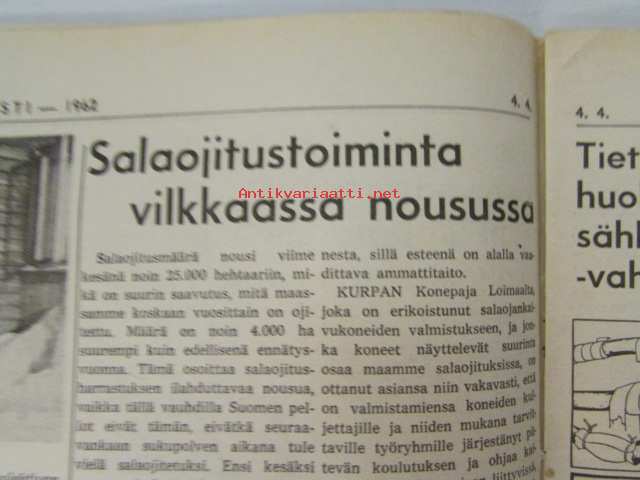 STI — 1962
4. 4.
Salaojitustoiminta
vilkkaassa nousussa
Antikvariaatti.net
Salaojitusmäärä nousi viime
kesänä noin 25.000 hehtaariin, mi-
kä on suurin saavutus, mitä maas-
samme koskaan vuosittain on oji-
tettu. Määrä on noin 4.000 ha
suurempi kuin edellisenä ennätys-
vuonna. Tämä osoittaa salaojitus-
harrastuksen ilahduttavaa nousua,
vaikka tällä vauhdilla Suomen pel-
lot eivät tämän, eivätkä seuraa-
vankaan sukupolven aikana tule
vielä salaojitetuksi. Ensi kesäksi
nesta, sillä esteenä on alalla vaa-
dittava ammattitaito.
KURPAN Konepaja Loimaalta,
joka on erikoistunut salaojankai-
vukoneiden valmistukseen, ja jon-
ka koneet näyttelevät suurinta
osaa maamme salaojituksissa, on
ottanut asiansa niin vakavasti, että
on valmistamiensa koneiden kul-
jettajille ja niiden mukana tarvit-
taville työryhmille järjestänyt pä-
tevän koulutuksen ja ohjaa
liittyvissä
4. 4.
Tiet
huo
sähk
-vah